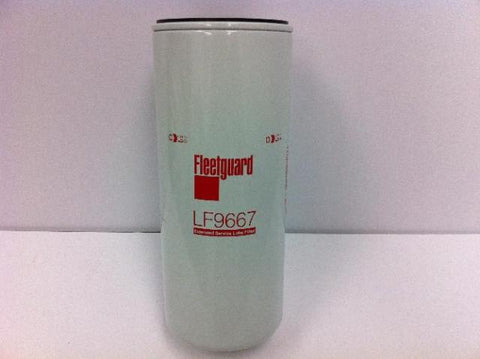 Fleetguard
LF9667
Extended Service Lube Filter